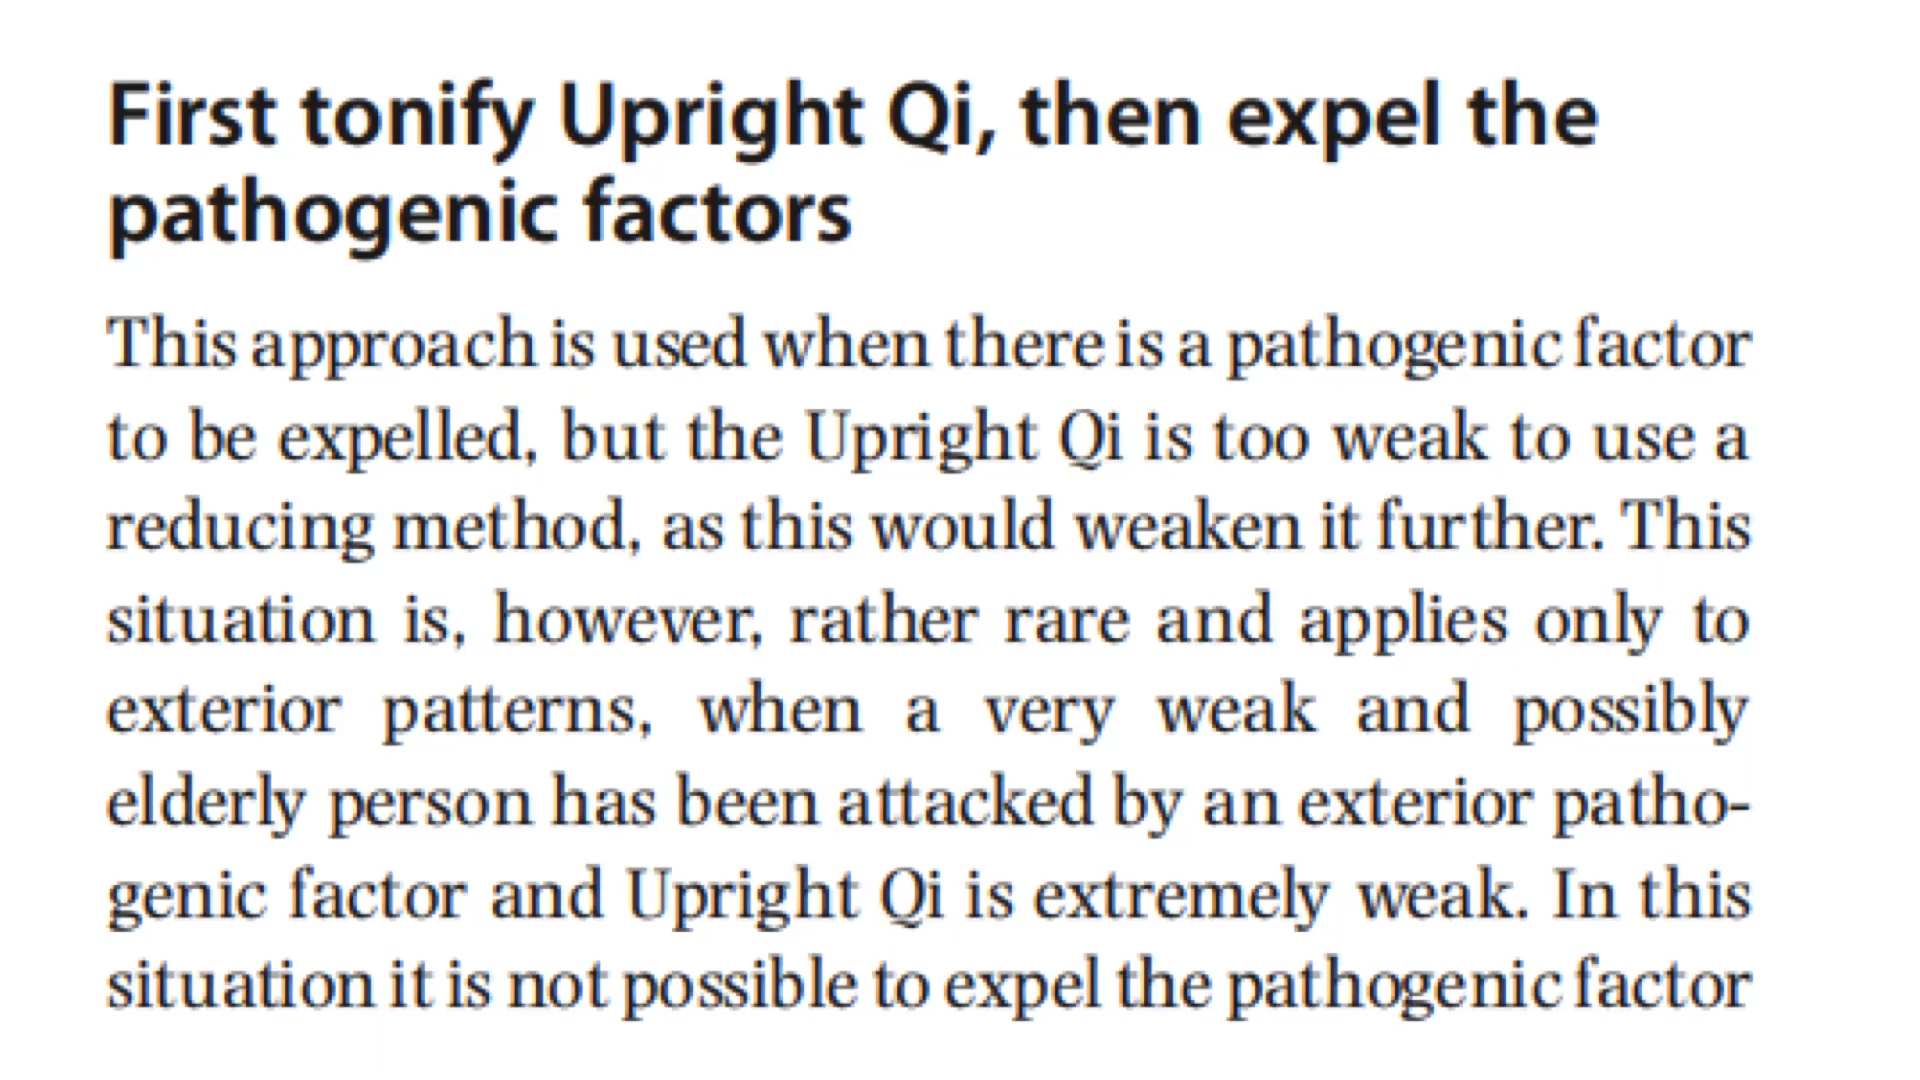 First tonify Upright Qi, then expel the
pathogenic factors
This approach is used when there is a pathogenic factor
to be expelled, but the Upright Qi is too weak to use a
reducing method, as this would weaken it further. This
situation is, however, rather rare and applies only to
exterior patterns, when a very weak and possibly
elderly person has been attacked by an exterior patho-
genic factor and Upright Qi is extremely weak. In this
situation it is not possible to expel the pathogenic factor